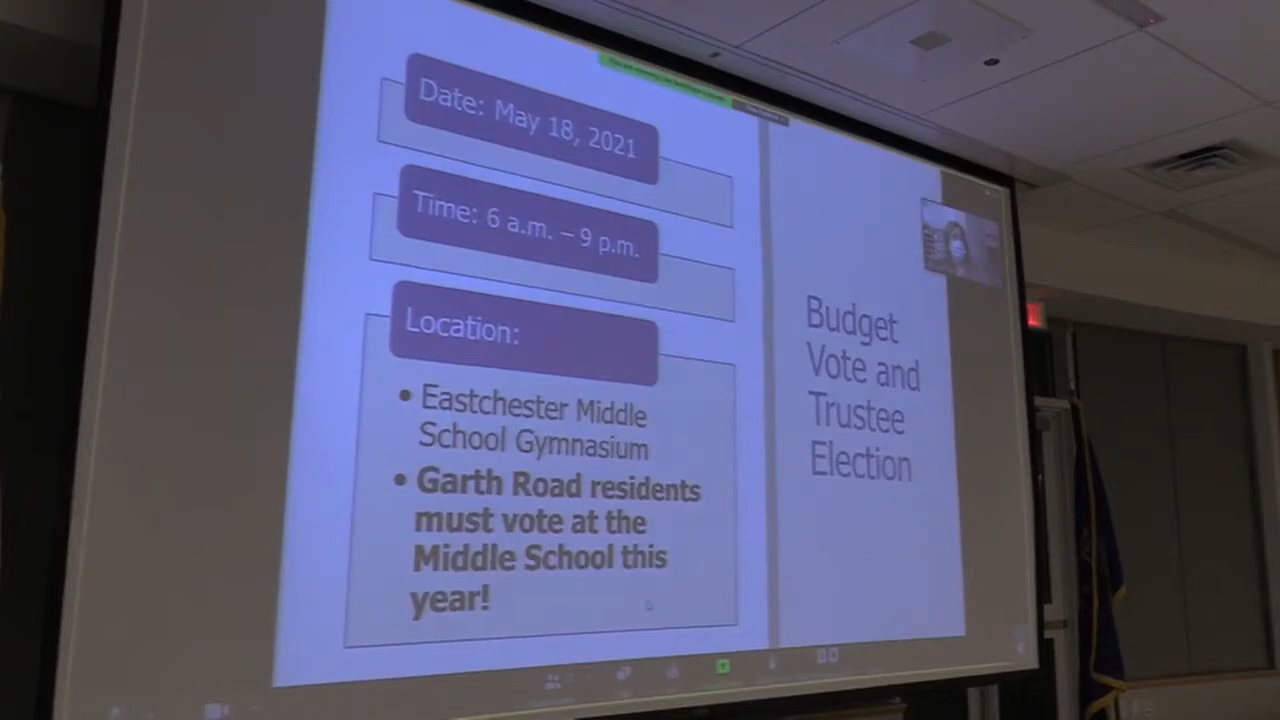 Date: May 18, 2021
Time: 6 a.m. – 9 p.m.
Location:
• Eastchester Middle
School Gymnasium
• Garth Road residents
must vote at the
Middle School this
year!
Budget
Vote and
Trustee
Election